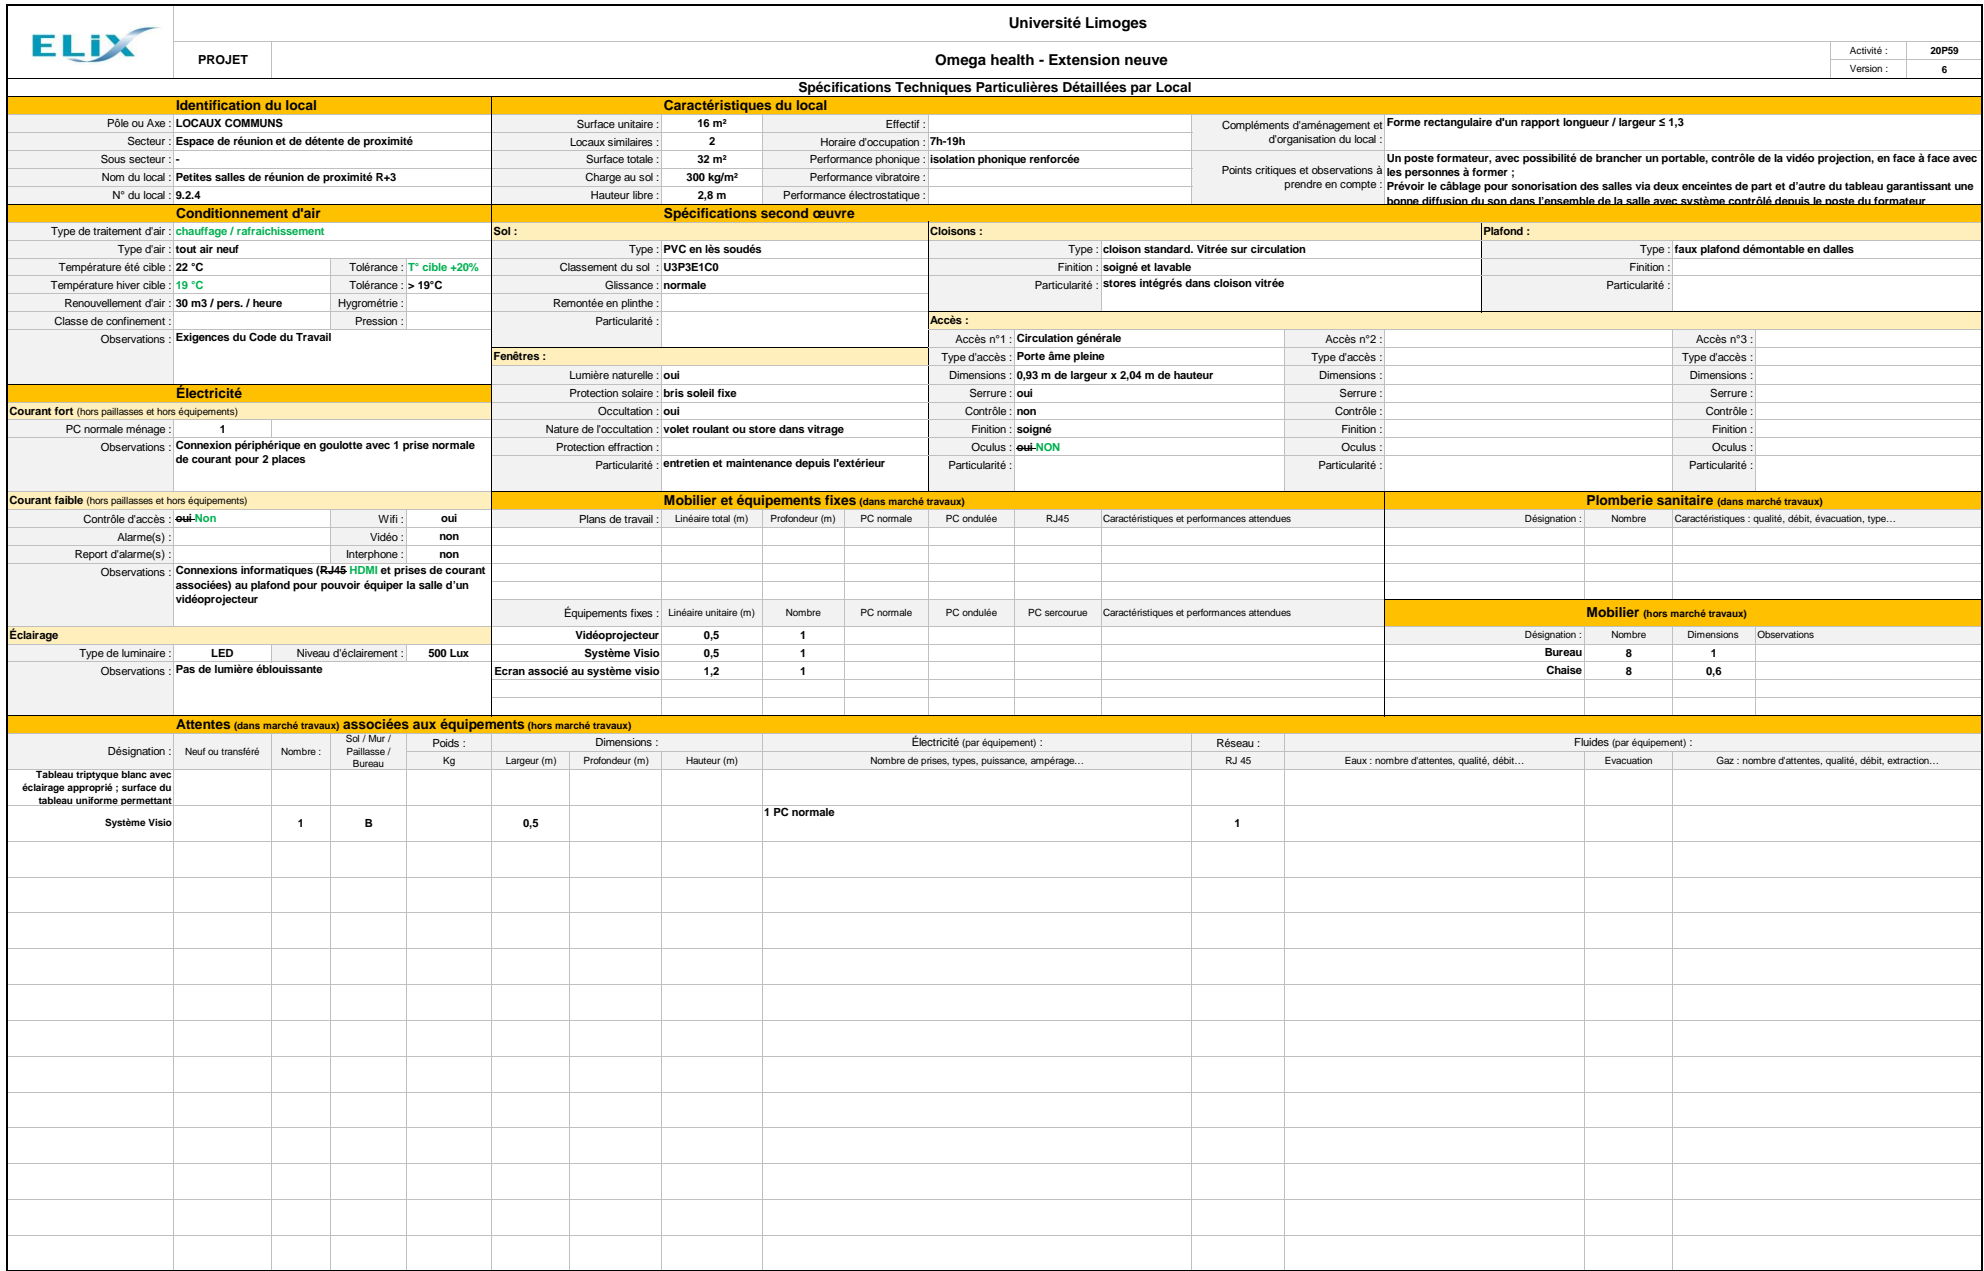 ELiX
Université Limoges
PROJET
Omega health - Extension neuve
Activité : 20P59
Version : 6
Spécifications Techniques Particulières Détaillées par Local
Identification du local
Caractéristiques du local
Pôle ou Axe : LOCAUX COMMUNS
Secteur : Espace de réunion et de détente de proximité
Sous secteur : -
Nom du local : Petites salles de réunion de proximité R+3
N° du local : 9.2.4
Surface unitaire : 16 m²
Locaux similaires : 2
Surface totale : 32 m²
Charge au sol : 300 kg/m²
Hauteur libre : 2,8 m
Effectif :
Horaire d'occupation : 7h-19h
Performance phonique : isolation phonique renforcée
Performance vibratoire :
Performance électrostatique :
Compléments d'aménagement et
d'organisation du local :
Forme rectangulaire d'un rapport longueur / largeur ≤ 1,3
Points critiques et observations à
prendre en compte :
Un poste formateur, avec possibilité de brancher un portable, contrôle de la vidéo projection, en face à face avec
les personnes à former ;
Prévoir le câblage pour sonorisation des salles via deux enceintes de part et d'autre du tableau garantissant une
bonne diffusion du son dans l'ensemble de la salle avec système contrôlé depuis le poste du formateur
Conditionnement d'air
Type de traitement d'air : chauffage / rafraichissement
Type d'air : tout air neuf
Température été cible : 22 °C Tolérance : T° cible +20%
Température hiver cible : 19 °C Tolérance : > 19°C
Renouvellement d'air : 30 m3 / pers. / heure Hygrométrie :
Classe de confinement : Pression :
Observations : Exigences du Code du Travail
Spécifications second œuvre
Sol :
Type : PVC en lès soudés
Classement du sol : U3P3E1C0
Glissance : normale
Remontée en plinthe :
Particularité :
Cloisons :
Type : cloison standard. Vitrée sur circulation
Finition : soigné et lavable
Particularité : stores intégrés dans cloison vitrée
Plafond :
Type : faux plafond démontable en dalles
Finition :
Particularité :
Fenêtres :
Lumière naturelle : oui
Protection solaire : bris soleil fixe
Occultation : oui
Nature de l'occultation : volet roulant ou store dans vitrage
Protection effraction :
Particularité : entretien et maintenance depuis l'extérieur
Accès :
Accès n°1 : Circulation générale
Type d'accès : Porte âme pleine
Dimensions : 0,93 m de largeur x 2,04 m de hauteur
Serrure : oui
Contrôle : non
Finition : soigné
Oculus : oui NON
Particularité :
Accès n°2 :
Type d'accès :
Dimensions :
Serrure :
Contrôle :
Finition :
Oculus :
Particularité :
Accès n°3 :
Type d'accès :
Dimensions :
Serrure :
Contrôle :
Finition :
Oculus :
Particularité :
Électricité
Courant fort (hors paillasses et hors équipements)
PC normale ménage : 1
Observations : Connexion périphérique en goulotte avec 1 prise normale
de courant pour 2 places
Courant faible (hors paillasses et hors équipements)
Contrôle d'accès : oui Non Wifi : oui
Alarme(s) : Vidéo : non
Report d'alarme(s) : Interphone : non
Observations : Connexions informatiques (RJ45 HDMI et prises de courant
associées) au plafond pour pouvoir équiper la salle d'un
vidéoprojecteur
Éclairage
Type de luminaire : LED Niveau d'éclairement : 500 Lux
Observations : Pas de lumière éblouissante
Mobilier et équipements fixes (dans marché travaux)
Plans de travail : Linéaire total (m) Profondeur (m) PC normale PC ondulée RJ45 Caractéristiques et performances attendues
Équipements fixes : Linéaire unitaire (m) Nombre PC normale PC ondulée PC sercourue Caractéristiques et performances attendues
Vidéoprojecteur 0,5 1
Système Visio 0,5 1
Ecran associé au système visio 1,2 1
Plomberie sanitaire (dans marché travaux)
Désignation : Nombre Caractéristiques : qualité, débit, évacuation, type…
Mobilier (hors marché travaux)
Désignation : Nombre Dimensions Observations
Bureau 8 1
Chaise 8 0,6
Attentes (dans marché travaux) associées aux équipements (hors marché travaux)
Désignation : Neuf ou transféré Nombre :
Sol / Mur /
Paillasse /
Bureau
Poids : Dimensions : Électricité (par équipement) : Réseau : Fluides (par équipement) :
Kg Largeur (m) Profondeur (m) Hauteur (m) Nombre de prises, types, puissance, ampérage… RJ 45 Eaux : nombre d'attentes, qualité, débit… Evacuation Gaz : nombre d'attentes, qualité, débit, extraction…
Tableau triptyque blanc avec
éclairage approprié ; surface du
tableau uniforme permettant
Système Visio 1 B 0,5 1 PC normale 1